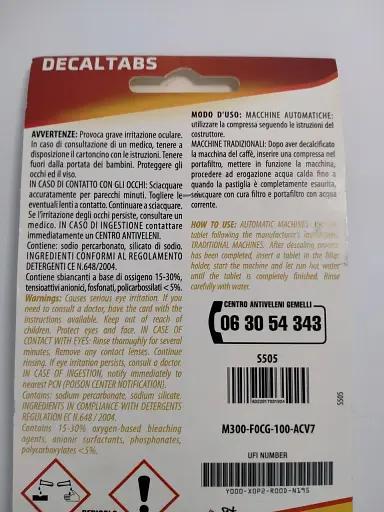 DECALTABS
AVVERTENZE: Provoca grave irritazione oculare.
In caso di consultazione di un medico, tenere a
disposizione il cartoncino con le istruzioni. Tenere
fuori dalla portata dei bambini. Proteggere gli
occhi ed il viso.
IN CASO DI CONTATTO CON GLI OCCHI: Sciacquare
accuratamente per parecchi minuti. Togliere le
eventuali lenti a contatto. Continuare a sciacquare.
Se l'irritazione degli occhi persiste, consultare un
medico. IN CASO DI INGESTIONE contattare
immediatamente un CENTRO ANTIVELENI.
Contiene: sodio percarbonato, silicato di sodio.
INGREDIENTI CONFORMI AL REGOLAMENTO
DETERGENTI CE N.648/2004.
Contiene sbiancanti a base di ossigeno 15-30%,
tensioattivi anionici, fosfonati, policarbossilati <5%.
Warnings: Causes serious eye irritation. If you
need to consult a doctor, have the card with the
instructions available. Keep out of reach of
children. Protect eyes and face. IN CASE OF
CONTACT WITH EYES: Rinse thoroughly for several
minutes. Remove any contact lenses. Continue
rinsing. If eye irritation persists, consult a doctor.
IN CASE OF INGESTION, notify immediately to
nearest PCN (POISON CENTER NOTIFICATION).
Contains: sodium percarbonate, sodium silicate.
INGREDIENTS IN COMPLIANCE WITH DETERGENTS
REGULATION EC N.648 / 2004.
Contains 15-30% oxygen-based bleaching
agents, anionir surfactants, phosphonates,
polycarboxylates <5%.
MODO D'USO: MACCHINE AUTOMATICHE:
utilizzare la compressa seguendo le istruzioni del
costruttore.
MACCHINE TRADIZIONALI: Dopo aver decalcificato
la macchina del caffè, inserire una compressa nel
portafiltro, mettere in funzione la macchina,
procedere ad erogazione acqua calda fino a
quando la pastiglia è completamente esaurita,
sciacquare con cura filtro e portafiltro con acqua
corrente.
HOW TO USE: AUTOMATIC MACHINES: Use the
tablet following the manufacturer's instructions.
TRADITIONAL MACHINES: After descaling
has been completed, insert a tablet in the filter
holder, start the machine and let run hot water
until the tablet is completely finished. Rinse
carefully with water.
CENTRO ANTIVELENI GEMELLI
06 30 54 343
S505
M300-F0CG-100-ACV7
UFI NUMBER
Y000-X0P2-R00D-N195
S505
PERICOLO